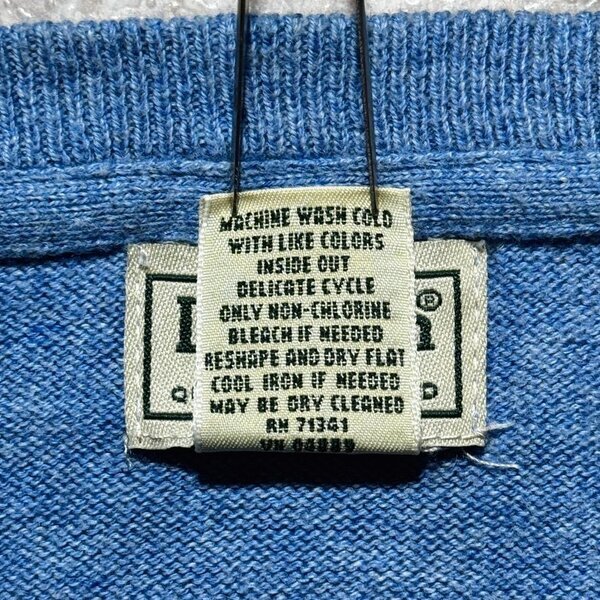 MACHINE WASH COLD
WITH LIKE COLORS
INSIDE OUT
DELICATE CYCLE
ONLY NON-CHLORINE
BLEACH IF NEEDED
RESHAPE AND DRY FLAT
COOL IRON IF NEEDED
MAY BE DRY CLEANED
RN 71341
®